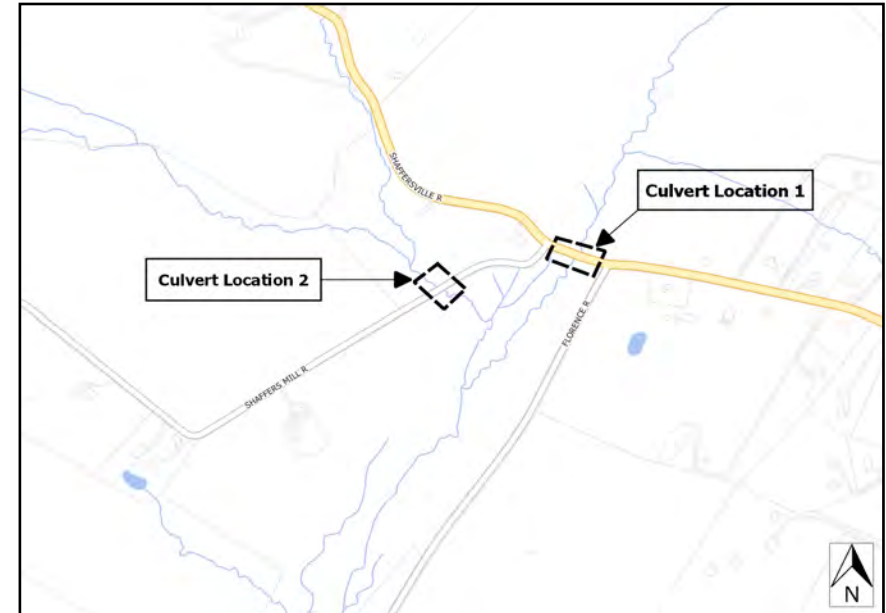 SHAFFERSVILLE R
Culvert Location 1
Culvert Location 2
FLORENCE R
SHAFFERS MILL R
N